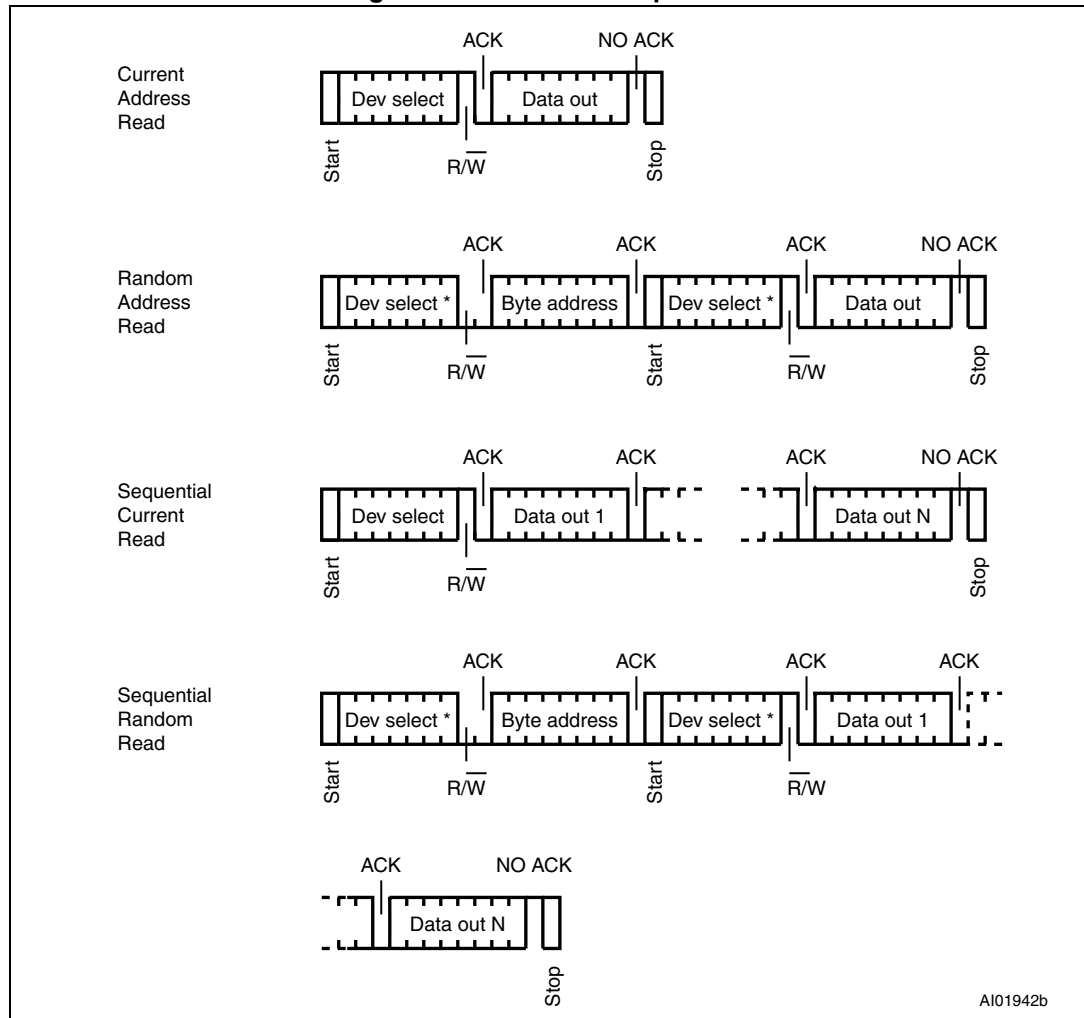 ACK NO ACK
Current
Address
Read
Dev select Data out
Start R/W Stop
ACK ACK ACK NO ACK
Random
Address
Read
Dev select * Byte address Dev select * Data out
Start R/W Start R/W Stop
ACK ACK ACK NO ACK
Sequential
Current
Read
Dev select Data out 1 Data out N
Start R/W Stop
ACK ACK ACK ACK
Sequential
Random
Read
Dev select * Byte address Dev select * Data out 1
Start R/W Start R/W
ACK NO ACK
Data out N
Stop
AI01942b